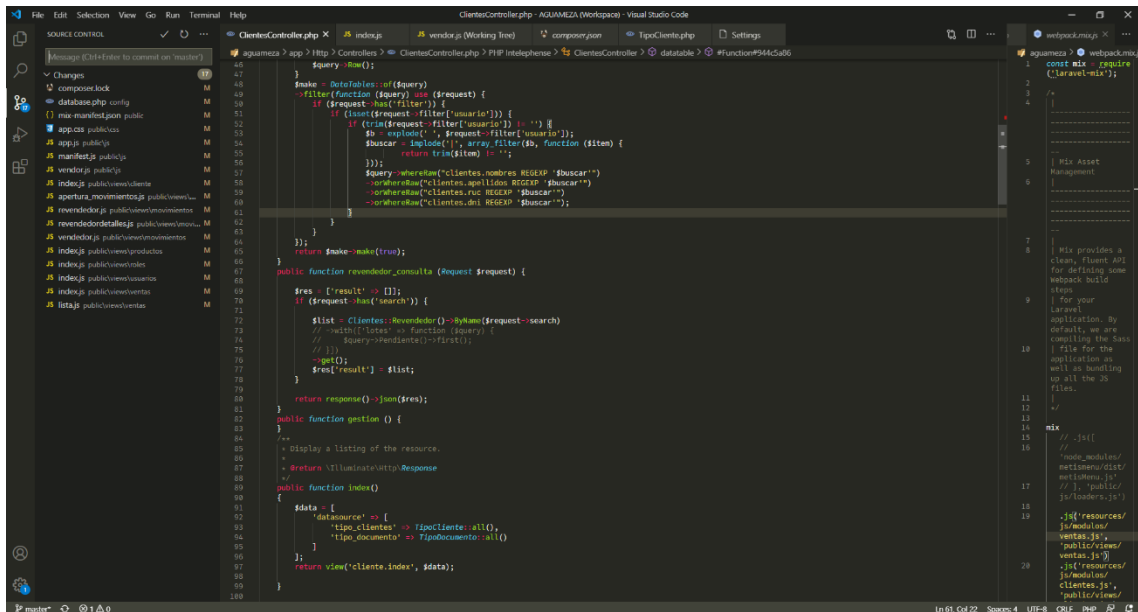 File Edit Selection View Go Run Terminal Help
ClientesController.php - AGUAMEZA (Workspace) - Visual Studio Code
SOURCE CONTROL
Message (Ctrl+Enter to commit on 'master')
Changes 17
composer.lock M
database.php config M
mix-manifest.json public M
app.css public\css M
app.js public\js M
manifest.js public\js M
vendor.js public\js M
index.js public\views\cliente M
apertura_movimientos.js public\views\... M
revendedor.js public\views\movimientos M
revendedordetalles.js public\views\movi... M
vendedor.js public\views\movimientos M
index.js public\views\productos M
index.js public\views\roles M
index.js public\views\usuarios M
index.js public\views\ventas M
lista.js public\views\ventas M
ClientesController.php index.js vendor.js (Working Tree) composer.json TipoCliente.php Settings
aguameza > app > Http > Controllers > ClientesController.php > PHP Intelephense > ClientesController > datatable > #Function#944c5a86
46 $query->Row();
47 }
48 $make = DataTables::of($query)
49 ->filter(function ($query) use ($request) {
50 if ($request->has('filter')) {
51 if (isset($request->filter['usuario'])) {
52 if (trim($request->filter['usuario']) != '') {
53 $b = explode(' ', $request->filter['usuario']);
54 $buscar = implode('|', array_filter($b, function ($item) {
55 return trim($item) != '';
56 }));
57 $query->whereRaw("clientes.nombres REGEXP '$buscar'")
58 ->orWhereRaw("clientes.apellidos REGEXP '$buscar'")
59 ->orWhereRaw("clientes.ruc REGEXP '$buscar'")
60 ->orWhereRaw("clientes.dni REGEXP '$buscar'");
61 }
62 }
63 }
64 });
65 return $make->make(true);
66 }
67 public function revendedor_consulta (Request $request) {
68
69 $res = ['result' => []];
70 if ($request->has('search')) {
71
72 $list = Clientes::Revendedor()->ByName($request->search)
73 // ->with(['lotes' => function ($query) {
74 // $query->Pendiente()->first();
75 // }])
76 ->get();
77 $res['result'] = $list;
78 }
79
80 return response()->json($res);
81 }
82 public function gestion () {
83 }
84 /**
85 * Display a listing of the resource.
86 *
87 * @return \Illuminate\Http\Response
88 */
89 public function index()
90 {
91 $data = [
92 'datasource' => [
93 'tipo_clientes' => TipoCliente::all(),
94 'tipo_documento' => TipoDocumento::all()
95 ]
96 ];
97 return view('cliente.index', $data);
98
99 }
100
webpack.mix.js
aguameza > webpack.mix.
1 const mix = require
('laravel-mix');
2
3 /*
4 |
--------------
--------------
--------------
--------------
--
5 | Mix Asset
Management
6 |
--------------
--------------
--------------
--------------
--
7 |
8 | Mix provides a
clean, fluent API
for defining some
Webpack build
steps
9 | for your
Laravel
application. By
default, we are
compiling the Sass
10 | file for the
application as
well as bundling
up all the JS
files.
11 |
12 */
13
14 mix
15 // .js([
16 //
'node_modules/
metismenu/dist/
metisMenu.js'
17 // ], 'public/
js/loaders.js')
18
19 .js('resources/
js/modulos/
ventas.js',
'public/views/
ventas.js')
20 .js('resources/
js/modulos/
clientes.js',
'public/views/
master* 1 0
Ln 61, Col 22 Spaces: 4 UTF-8 CRLF PHP